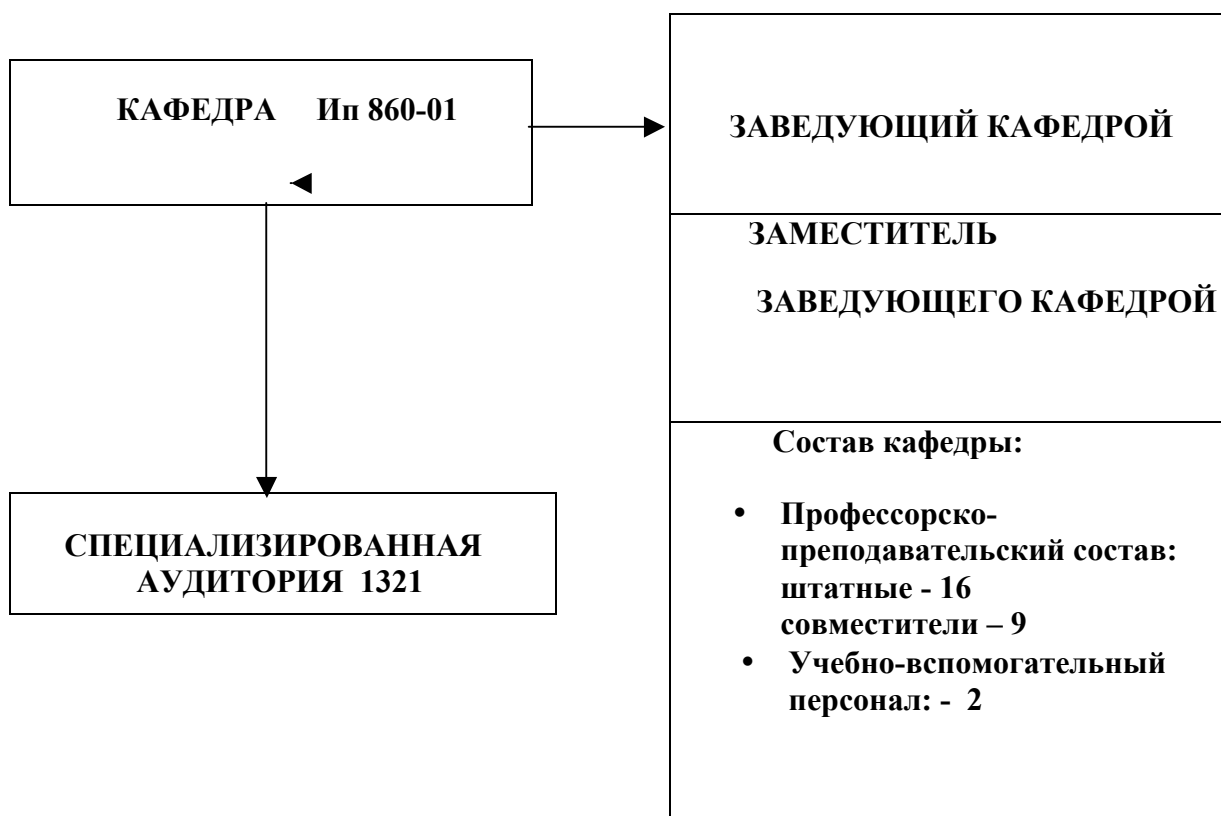 КАФЕДРА Ип 860-01
ЗАВЕДУЮЩИЙ КАФЕДРОЙ
ЗАМЕСТИТЕЛЬ
ЗАВЕДУЮЩЕГО КАФЕДРОЙ
СПЕЦИАЛИЗИРОВАННАЯ
АУДИТОРИЯ 1321
Состав кафедры:
• Профессорско-
преподавательский состав:
штатные - 16
совместители – 9
• Учебно-вспомогательный
персонал: - 2